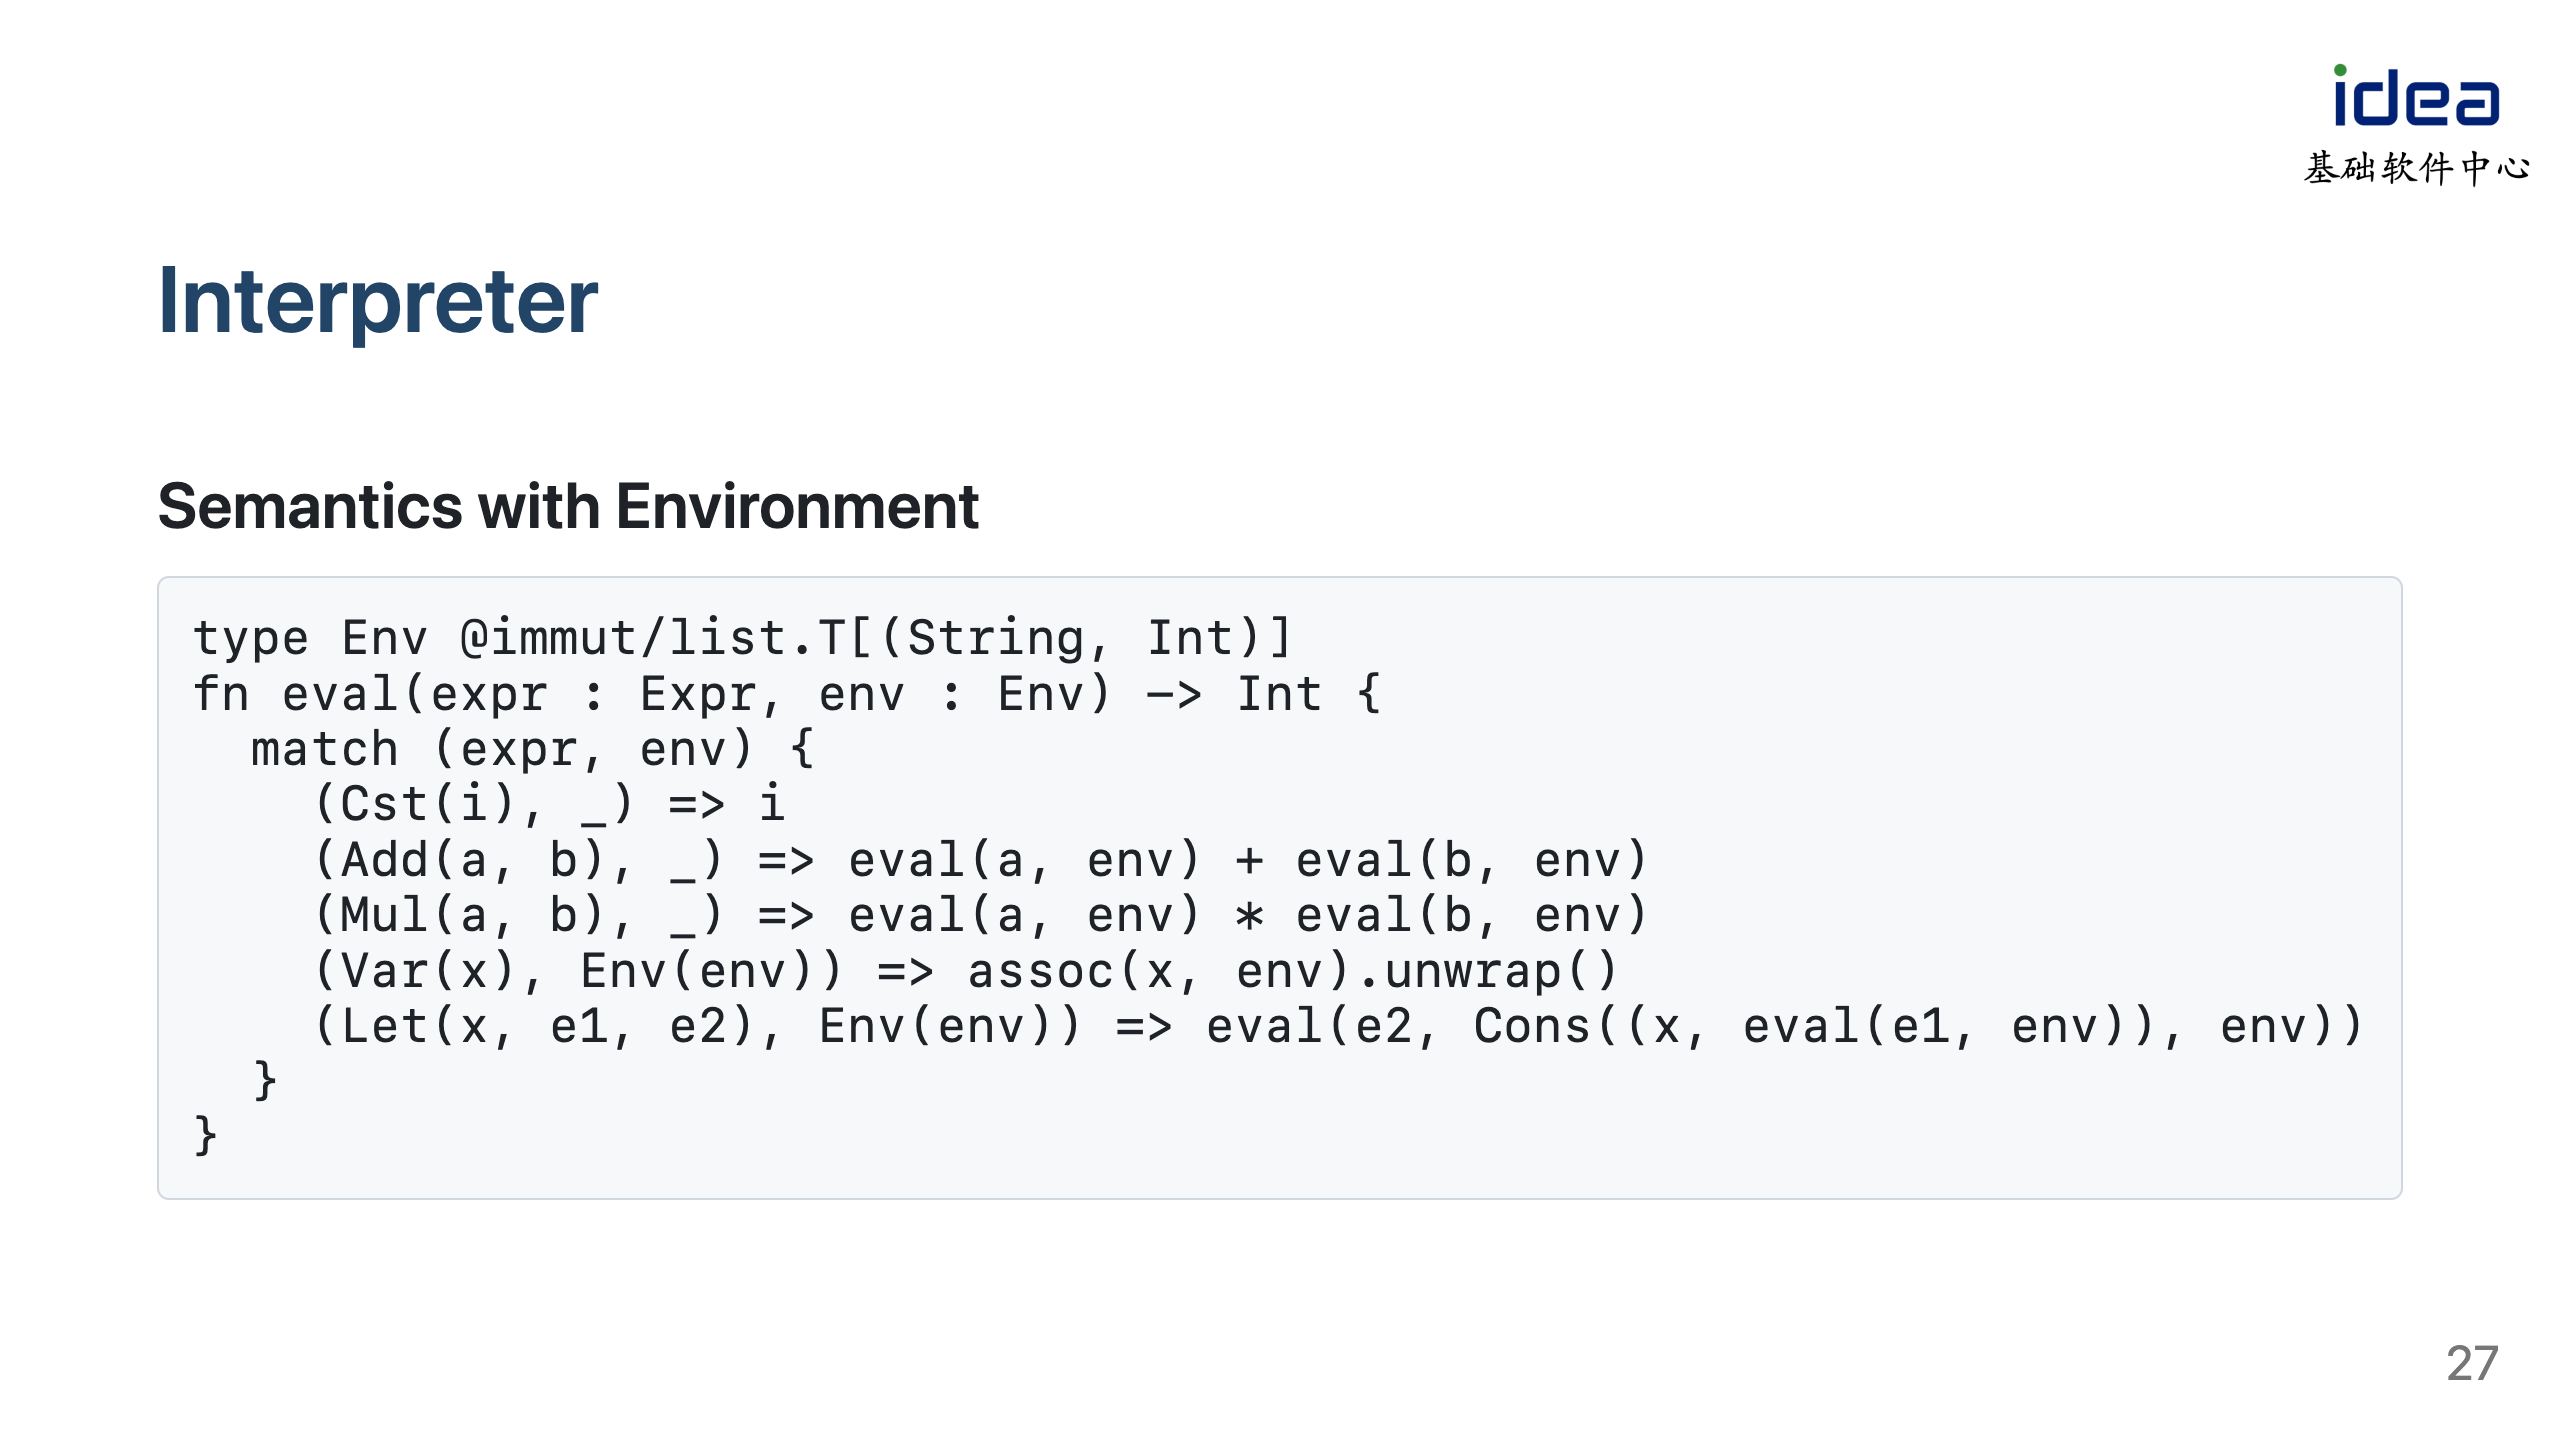 idea
基础软件中心
Interpreter
Semantics with Environment
type Env @immut/list.T[(String, Int)]
fn eval(expr : Expr, env : Env) -> Int {
  match (expr, env) {
    (Cst(i), _) => i
    (Add(a, b), _) => eval(a, env) + eval(b, env)
    (Mul(a, b), _) => eval(a, env) * eval(b, env)
    (Var(x), Env(env)) => assoc(x, env).unwrap()
    (Let(x, e1, e2), Env(env)) => eval(e2, Cons((x, eval(e1, env)), env))
  }
}
27